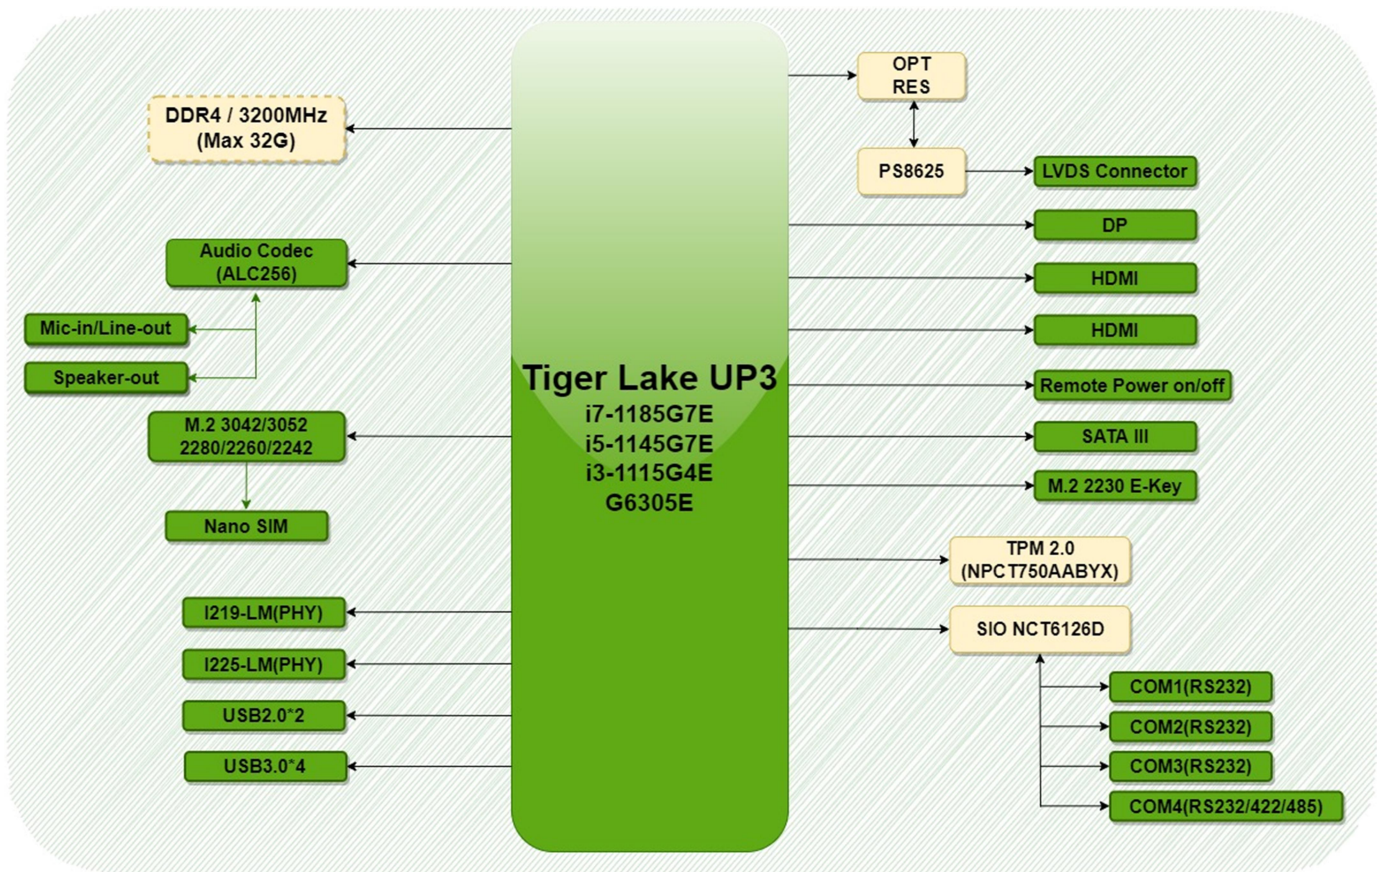 DDR4 / 3200MHz
(Max 32G)
Audio Codec
(ALC256)
Mic-in/Line-out
Speaker-out
M.2 3042/3052
2280/2260/2242
Nano SIM
I219-LM(PHY)
I225-LM(PHY)
USB2.0*2
USB3.0*4
Tiger Lake UP3
i7-1185G7E
i5-1145G7E
i3-1115G4E
G6305E
OPT
RES
PS8625
LVDS Connector
DP
HDMI
HDMI
Remote Power on/off
SATA III
M.2 2230 E-Key
TPM 2.0
(NPCT750AABYX)
SIO NCT6126D
COM1(RS232)
COM2(RS232)
COM3(RS232)
COM4(RS232/422/485)